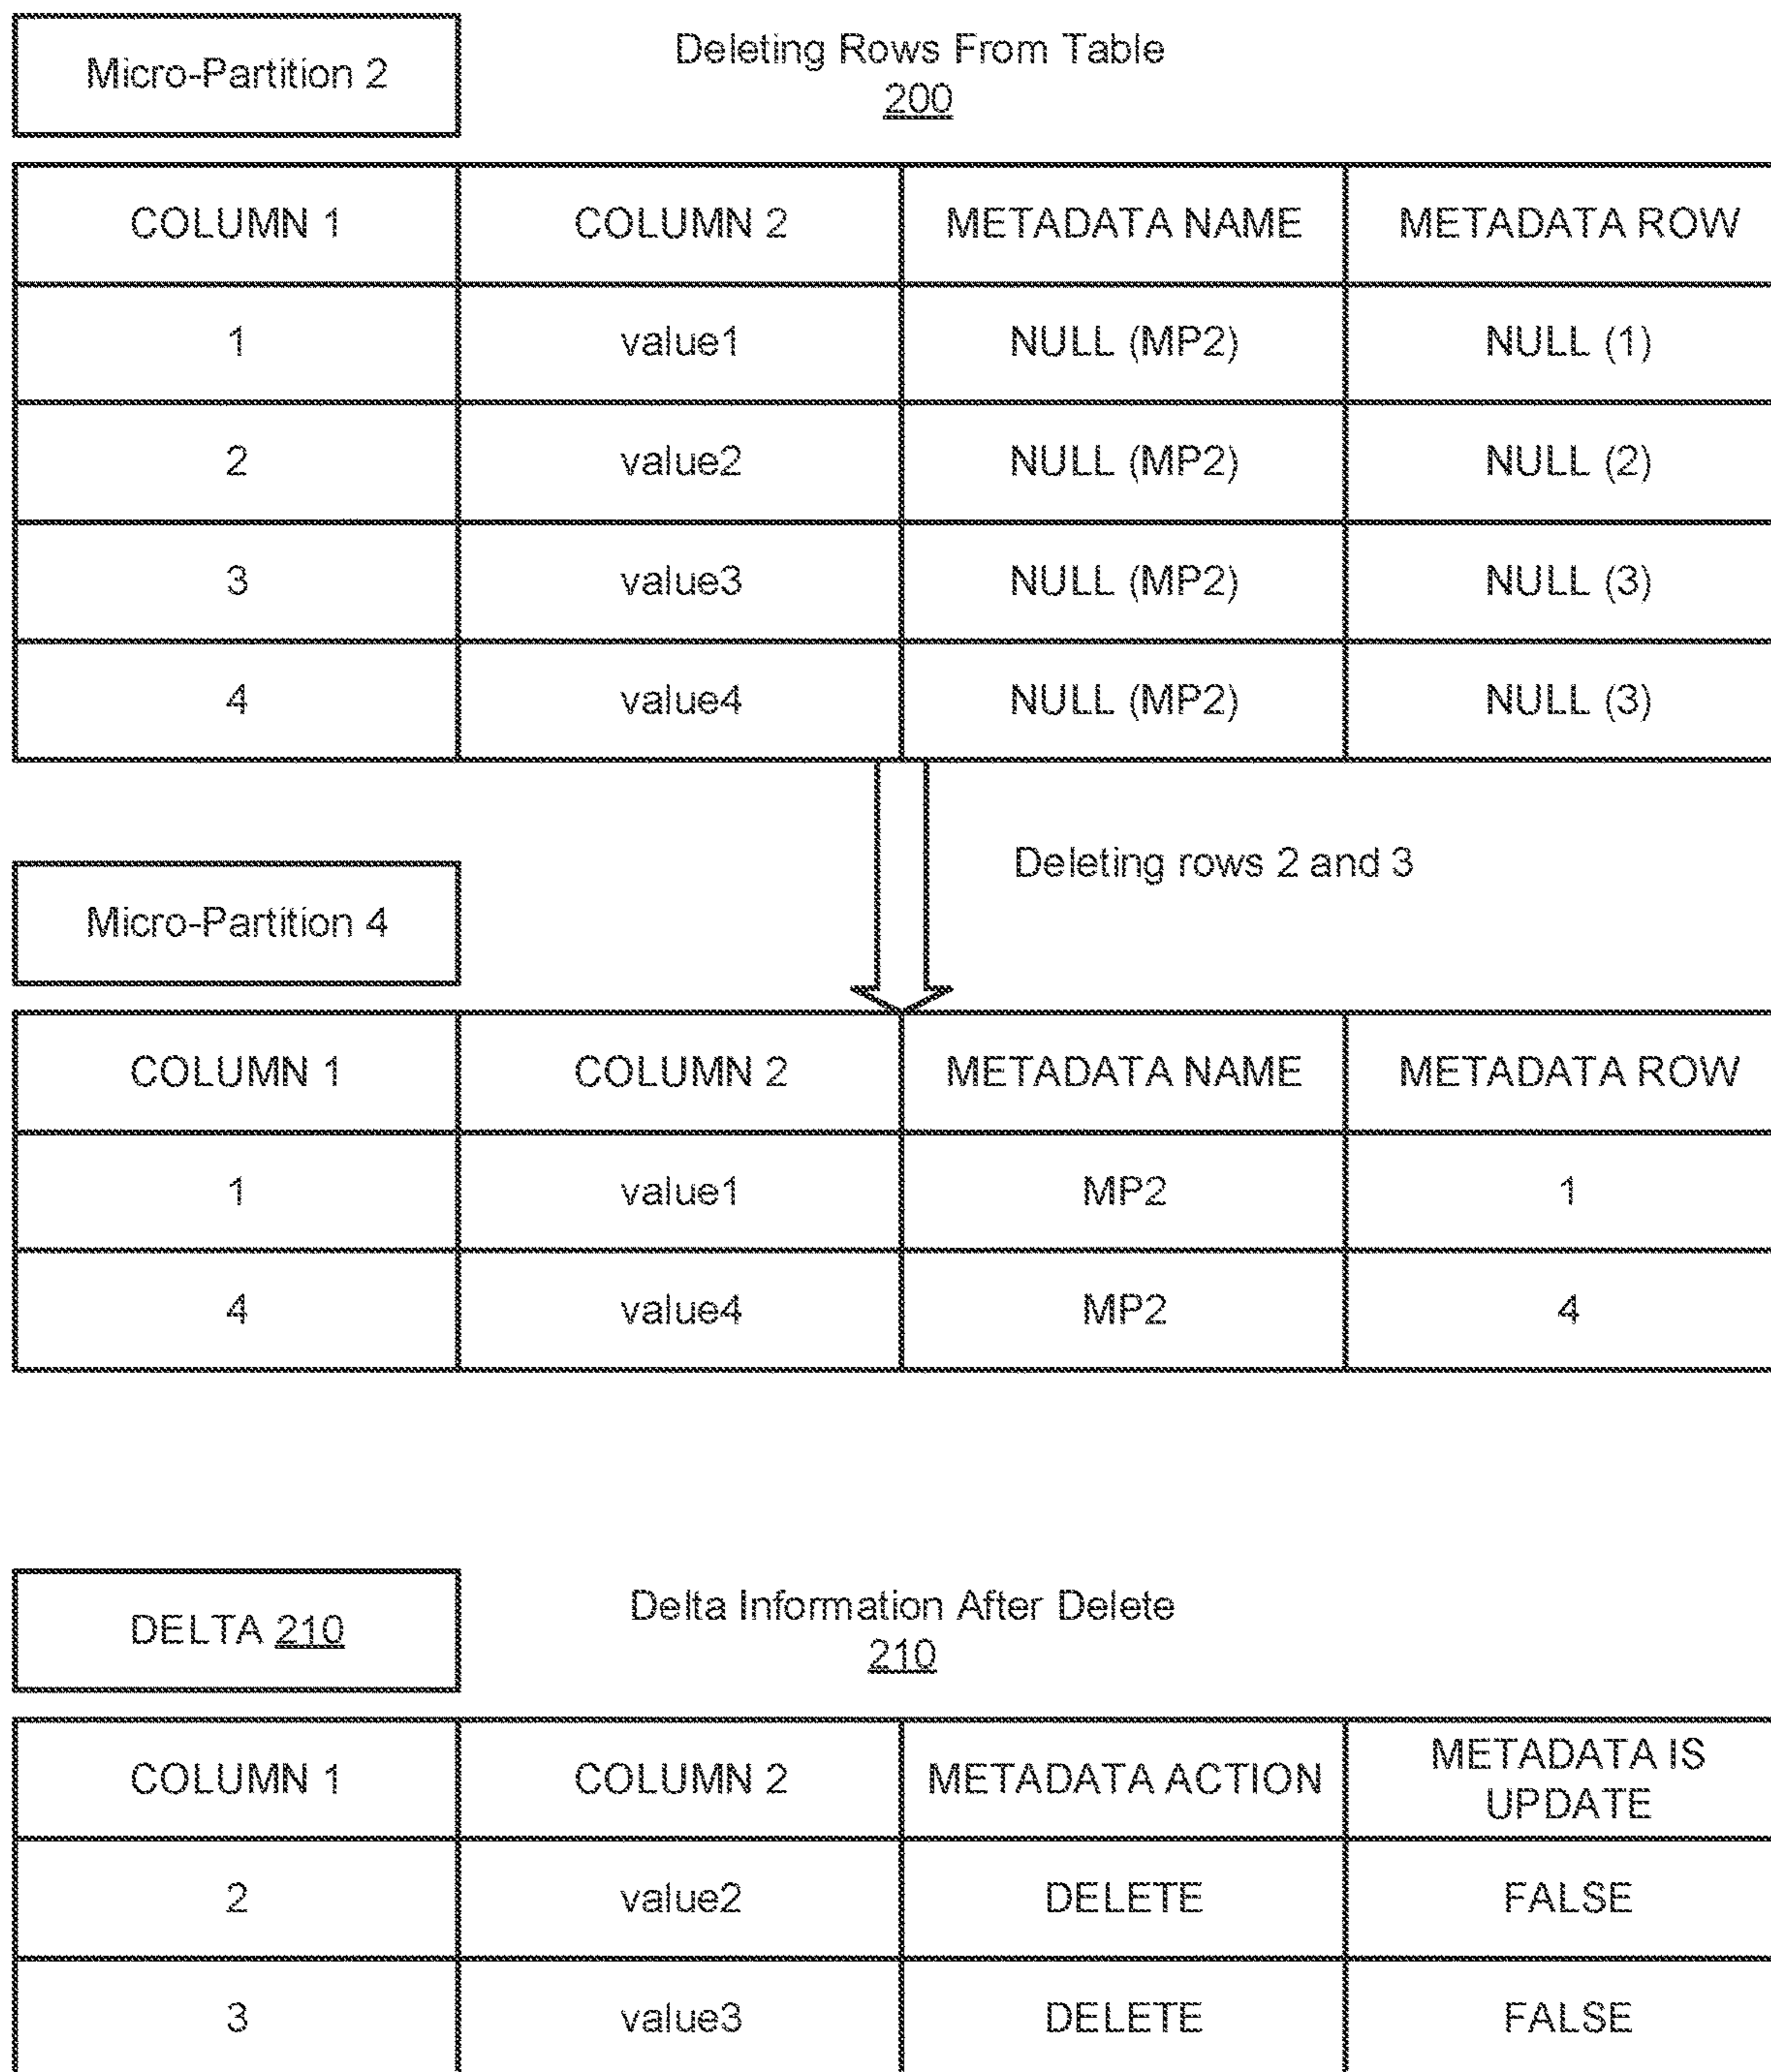 Micro-Partition 2
Deleting Rows From Table
200
COLUMN 1 COLUMN 2 METADATA NAME METADATA ROW
1 value1 NULL (MP2) NULL (1)
2 value2 NULL (MP2) NULL (2)
3 value3 NULL (MP2) NULL (3)
4 value4 NULL (MP2) NULL (3)
Deleting rows 2 and 3
Micro-Partition 4
COLUMN 1 COLUMN 2 METADATA NAME METADATA ROW
1 value1 MP2 1
4 value4 MP2 4
DELTA 210
Delta Information After Delete
210
COLUMN 1 COLUMN 2 METADATA ACTION METADATA IS
UPDATE
2 value2 DELETE FALSE
3 value3 DELETE FALSE